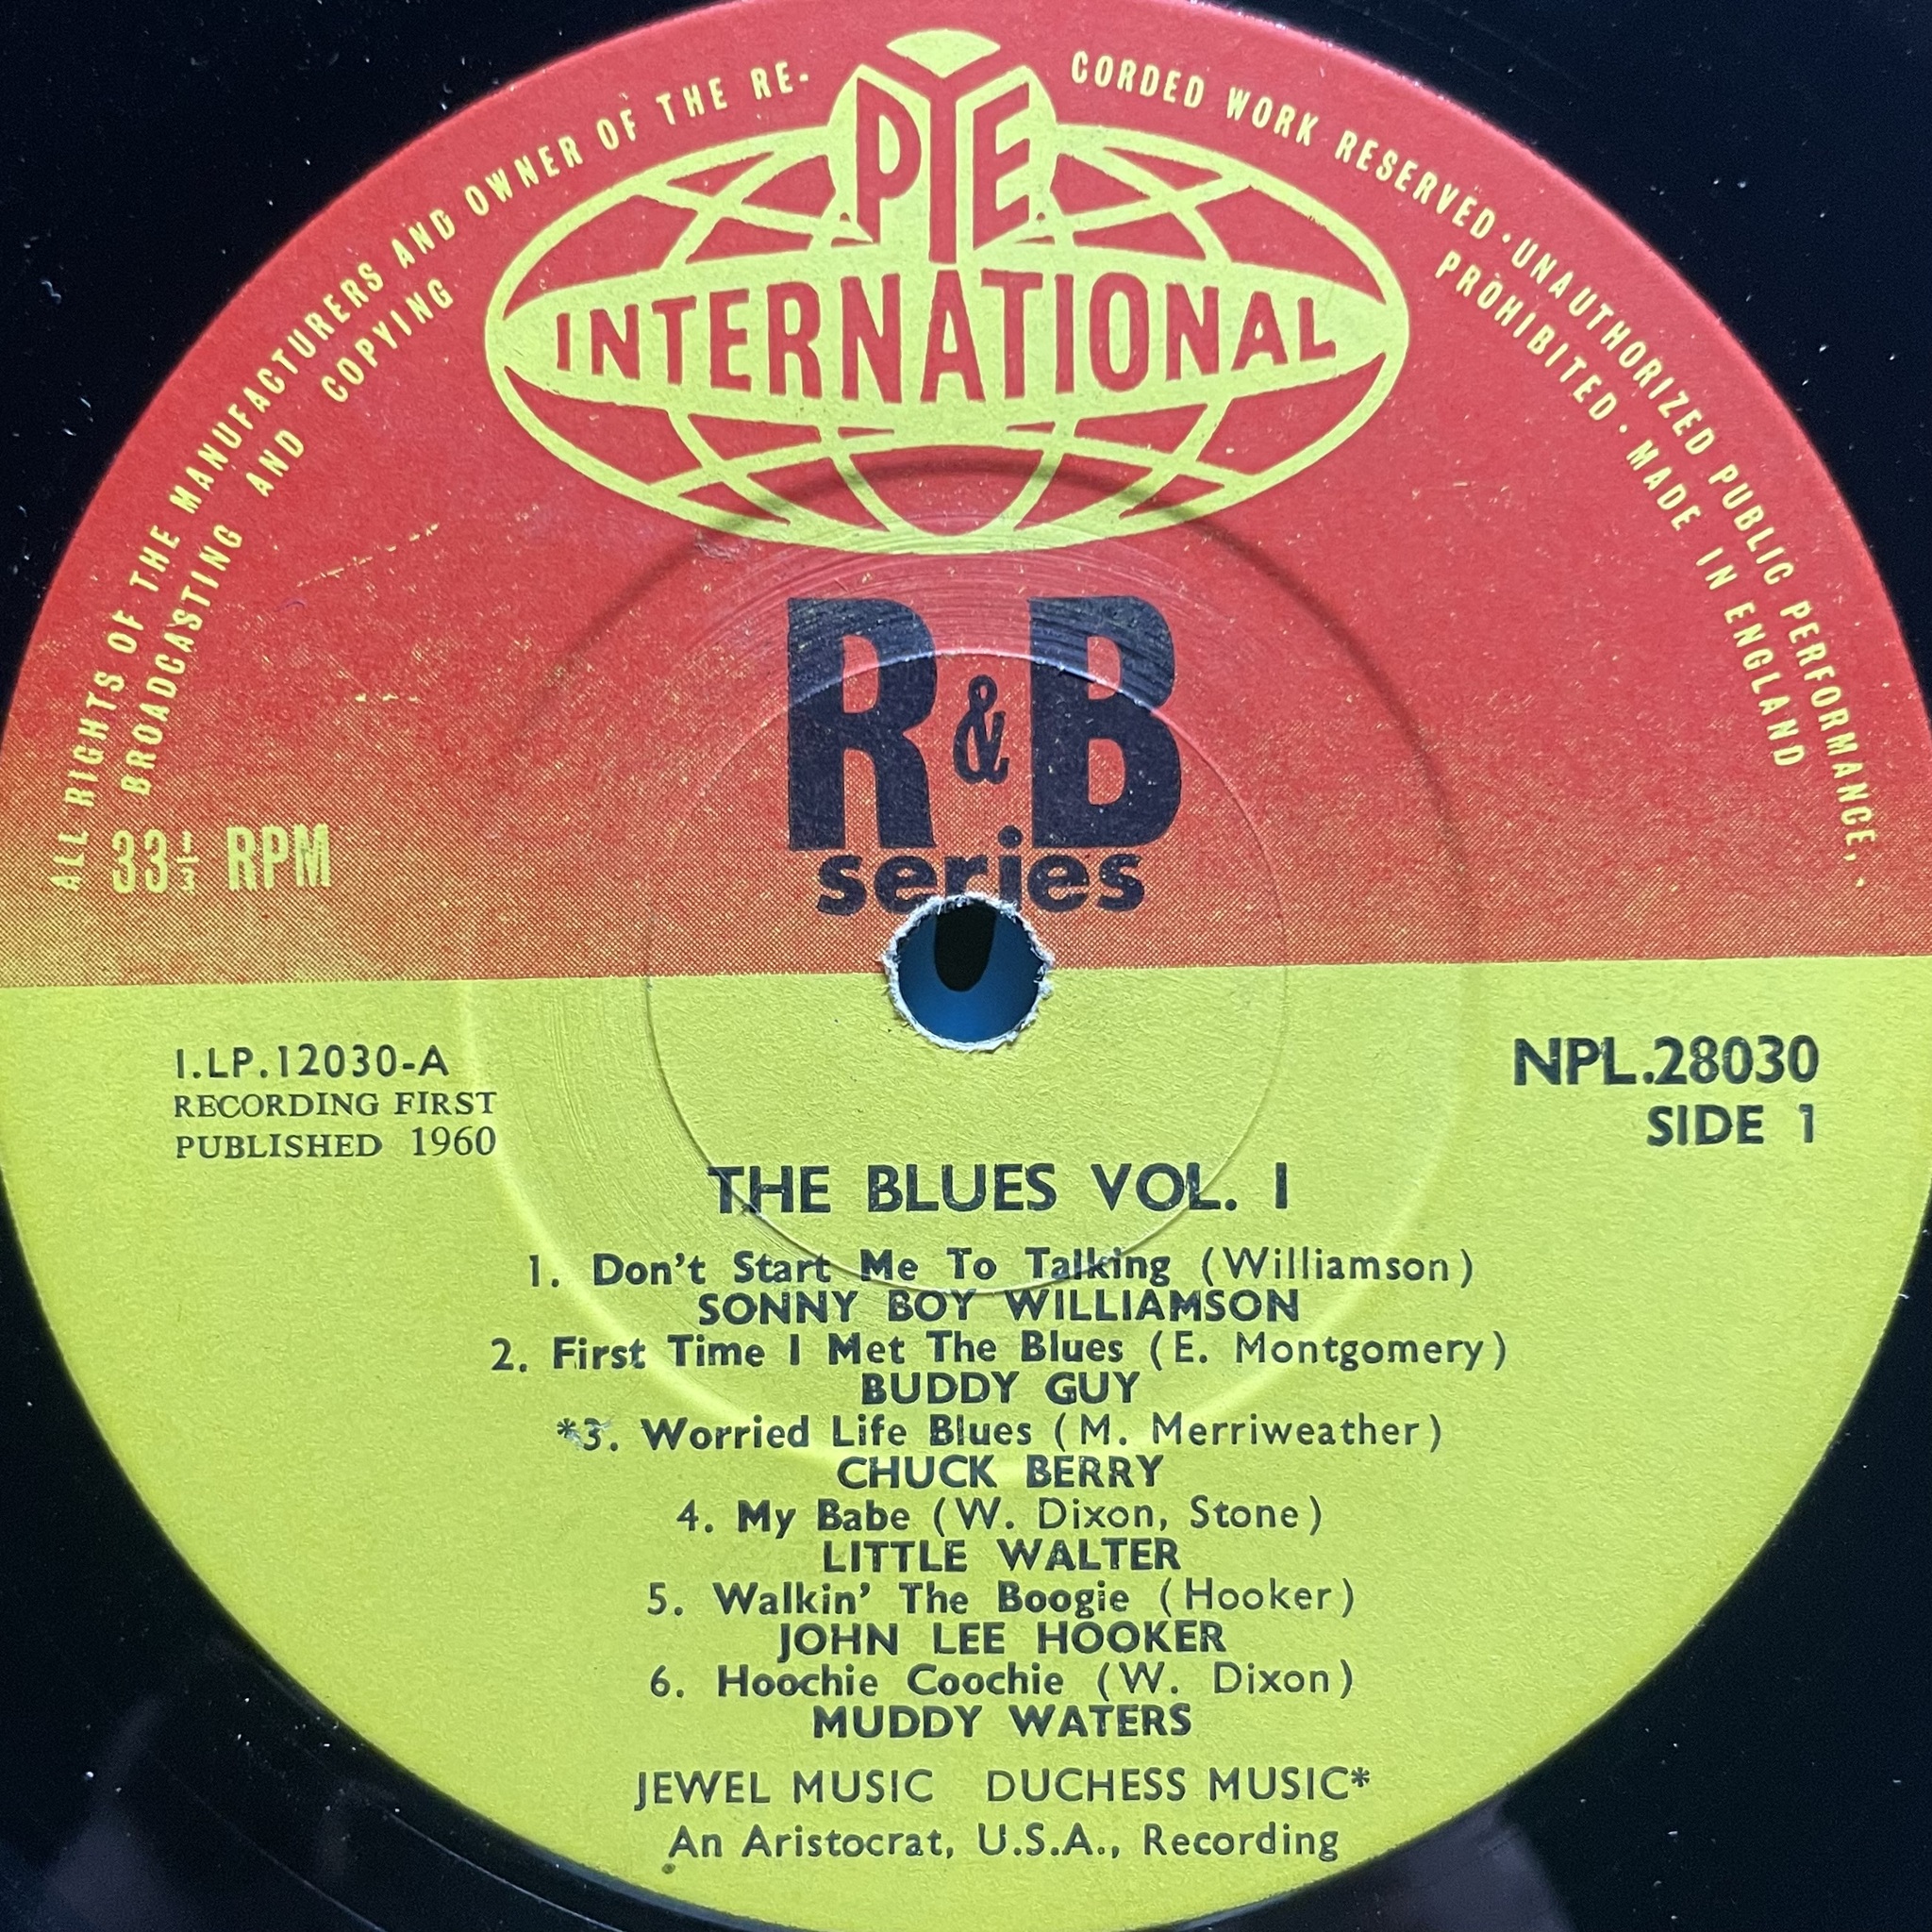 ALL RIGHTS OF THE MANUFACTURERS AND OWNER OF THE RE-CORDED WORK RESERVED · UNAUTHORIZED PUBLIC PERFORMANCE,
BROADCASTING AND COPYING PROHIBITED · MADE IN ENGLAND
PYE
INTERNATIONAL
R&B
series
33⅓ RPM
I.LP.12030-A
RECORDING FIRST
PUBLISHED 1960
NPL.28030
SIDE 1
THE BLUES VOL. I
1. Don't Start Me To Talking (Williamson)
SONNY BOY WILLIAMSON
2. First Time I Met The Blues (E. Montgomery)
BUDDY GUY
*3. Worried Life Blues (M. Merriweather)
CHUCK BERRY
4. My Babe (W. Dixon, Stone)
LITTLE WALTER
5. Walkin' The Boogie (Hooker)
JOHN LEE HOOKER
6. Hoochie Coochie (W. Dixon)
MUDDY WATERS
JEWEL MUSIC DUCHESS MUSIC*
An Aristocrat, U.S.A., Recording